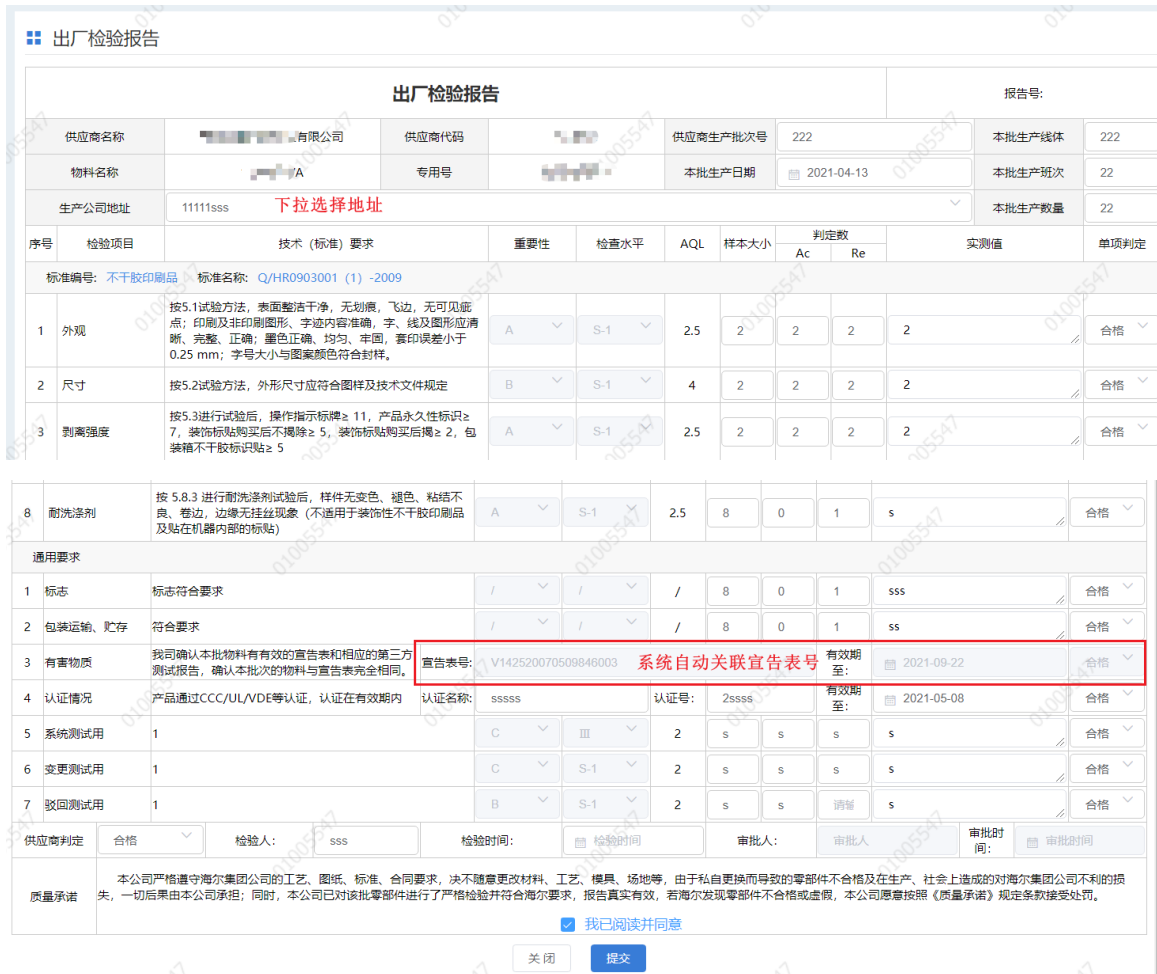 出厂检验报告
出厂检验报告 报告号:
供应商名称 有限公司 供应商代码 供应商生产批次号 222 本批生产线体 222
物料名称 /A 专用号 本批生产日期 2021-04-13 本批生产班次 22
生产公司地址 11111sss 下拉选择地址 本批生产数量 22
序号 检验项目 技术（标准）要求 重要性 检查水平 AQL 样本大小 判定数 实测值 单项判定
Ac Re
标准编号: 不干胶印刷品 标准名称: Q/HR0903001（1）-2009
按5.1试验方法，表面整洁干净，无划痕，飞边，无可见疵
点；印刷及非印刷图形、字迹内容准确，字、线及图形应清
1 外观 晰、完整、正确；墨色正确、均匀、牢固，套印误差小于 A S-1 2.5 2 2 2 2 合格
0.25 mm；字号大小与图案颜色符合封样。
2 尺寸 按5.2试验方法，外形尺寸应符合图样及技术文件规定 B S-1 4 2 2 2 2 合格
按5.3进行试验后，操作指示标牌≥ 11，产品永久性标识≥
3 剥离强度 7，装饰标贴购买后不揭除≥ 5，装饰标贴购买后揭≥ 2，包 A S-1 2.5 2 2 2 2 合格
装箱不干胶标识贴≥ 5
按 5.8.3 进行耐洗涤剂试验后，样件无变色、褪色、粘结不
8 耐洗涤剂 良、卷边，边缘无挂丝现象（不适用于装饰性不干胶印刷品 A S-1 2.5 8 0 1 s 合格
及贴在机器内部的标贴）
通用要求
1 标志 标志符合要求 / / / 8 0 1 sss 合格
2 包装运输、贮存 符合要求 / / / 8 0 1 ss 合格
3 有害物质 我司确认本批物料有有效的宣告表和相应的第三方 宣告表号: V142520070509846003 系统自动关联宣告表号 有效期 2021-09-22 合格
测试报告，确认本批次的物料与宣告表完全相同。 至:
4 认证情况 产品通过CCC/UL/VDE等认证，认证在有效期内 认证名称: sssss 认证号: 2ssss 有效期 2021-05-08 合格
至:
5 系统测试用 1 C III 2 s s s s 合格
6 变更测试用 1 C S-1 2 s s s s 合格
7 驳回测试用 1 B S-1 2 s s 请输 s 合格
供应商判定 合格 检验人: sss 检验时间: 检验时间 审批人: 审批人 审批时 审批时间
间:
本公司严格遵守海尔集团公司的工艺、图纸、标准、合同要求，决不随意更改材料、工艺、模具、场地等，由于私自更换而导致的零部件不合格及在生产、社会上造成的对海尔集团公司不利的损
质量承诺 失，一切后果由本公司承担；同时，本公司已对该批零部件进行了严格检验并符合海尔要求，报告真实有效，若海尔发现零部件不合格或虚假，本公司愿意按照《质量承诺》规定条款接受处罚。
我已阅读并同意
关闭 提交
01005547